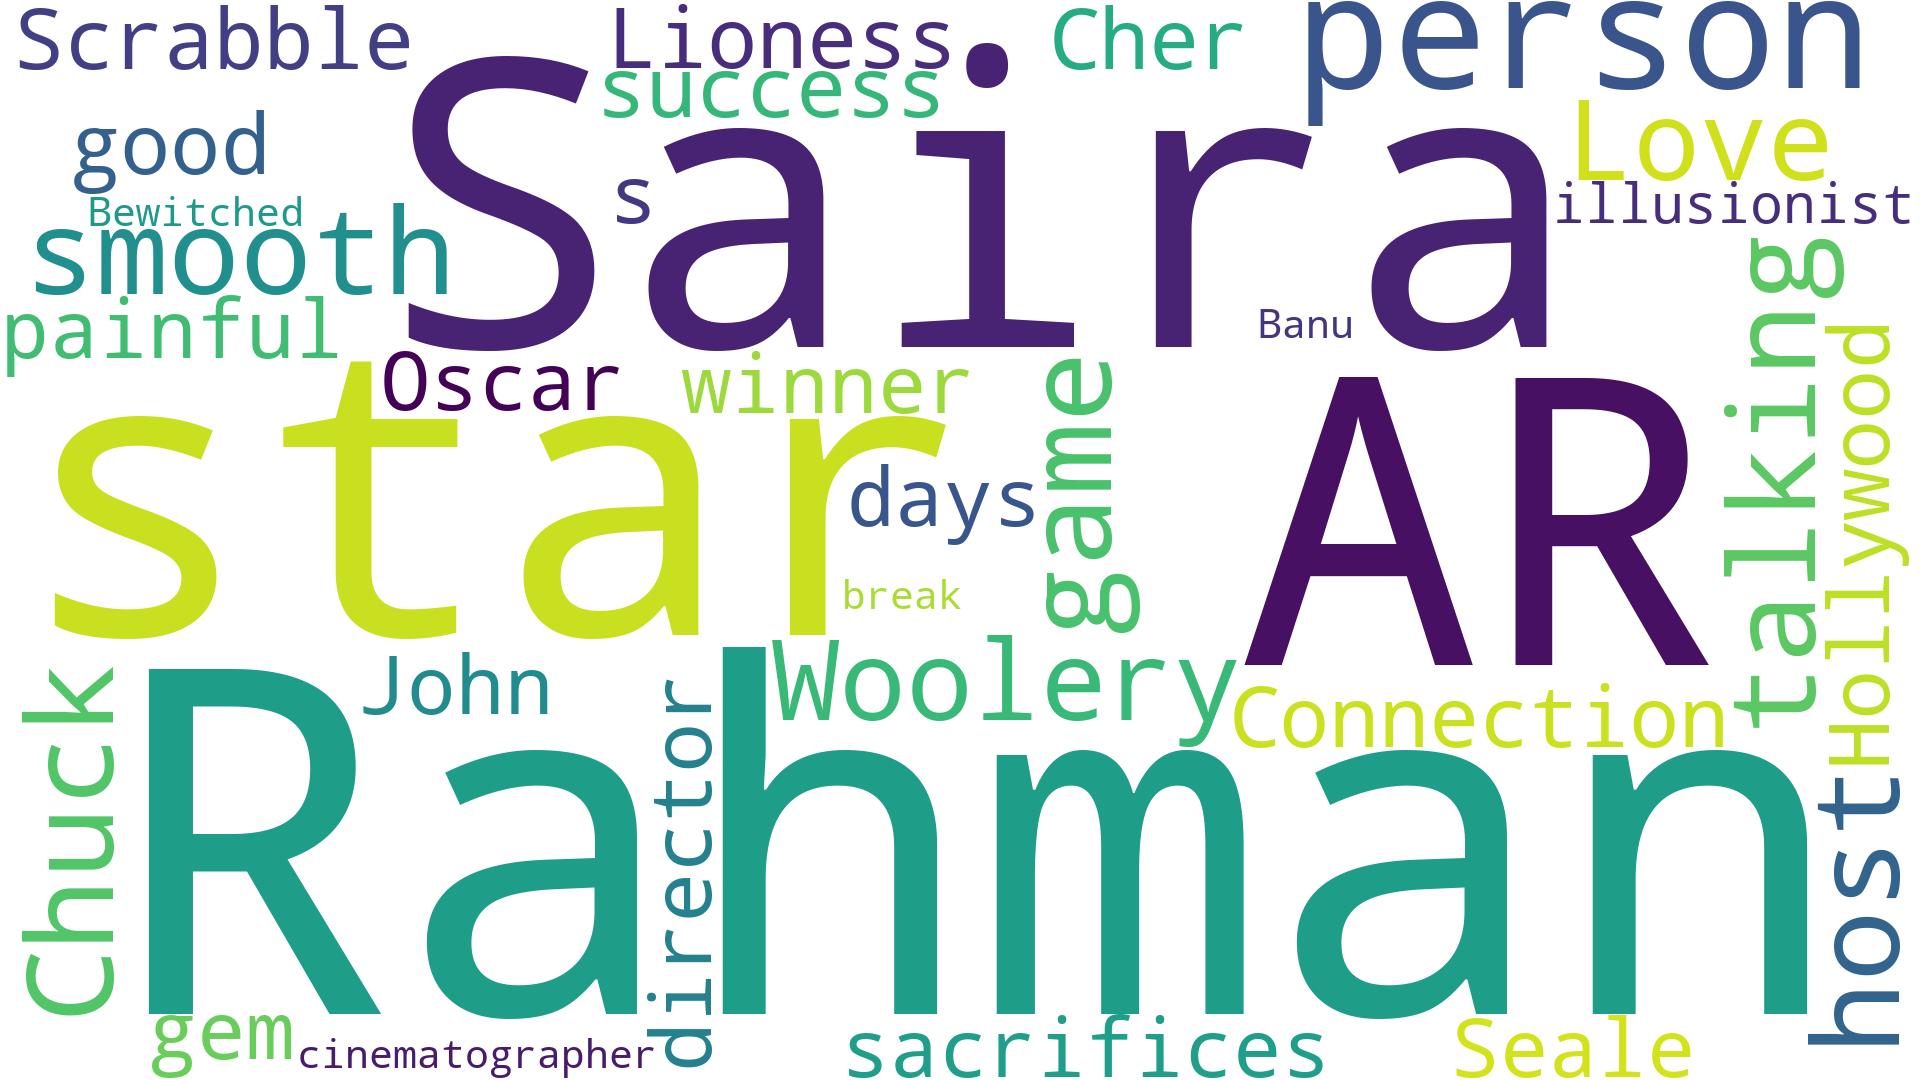 Scrabble
Lioness
Cher
person
success
Saira
good
Love
s
illusionist
Bewitched
smooth
painful
Banu
talking
Hollywood
Oscar
winner
game
star
AR
days
break
Woolery
John
Connection
Chuck
Rahman
director
host
gem
cinematographer
sacrifices
Seale